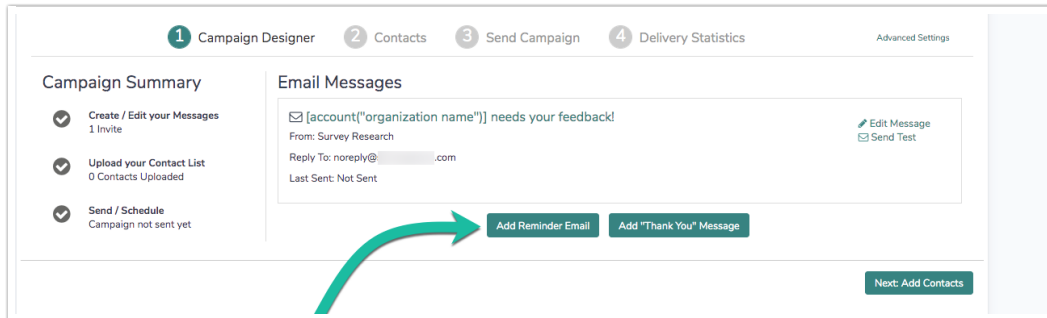 1 Campaign Designer 2 Contacts 3 Send Campaign 4 Delivery Statistics Advanced Settings
Campaign Summary
Create / Edit your Messages
1 Invite
Upload your Contact List
0 Contacts Uploaded
Send / Schedule
Campaign not sent yet
Email Messages
[account("organization name")] needs your feedback!
From: Survey Research
Reply To: noreply@ .com
Last Sent: Not Sent
Edit Message
Send Test
Add Reminder Email Add "Thank You" Message
Next: Add Contacts